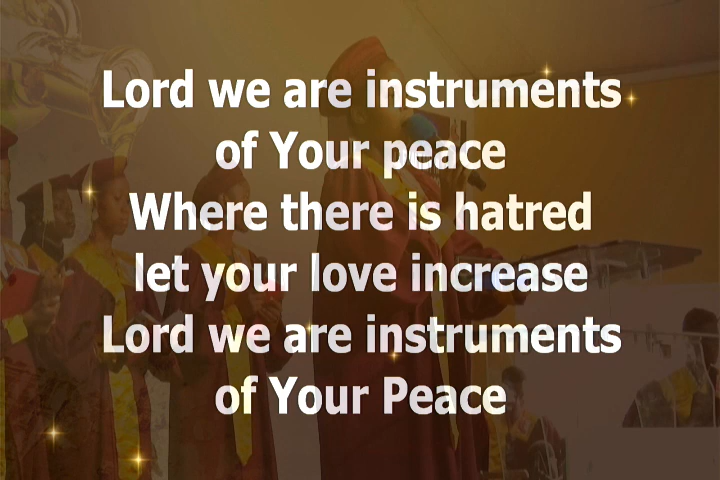 Lord we are instruments
of Your peace
Where there is hatred
let your love increase
Lord we are instruments
of Your Peace